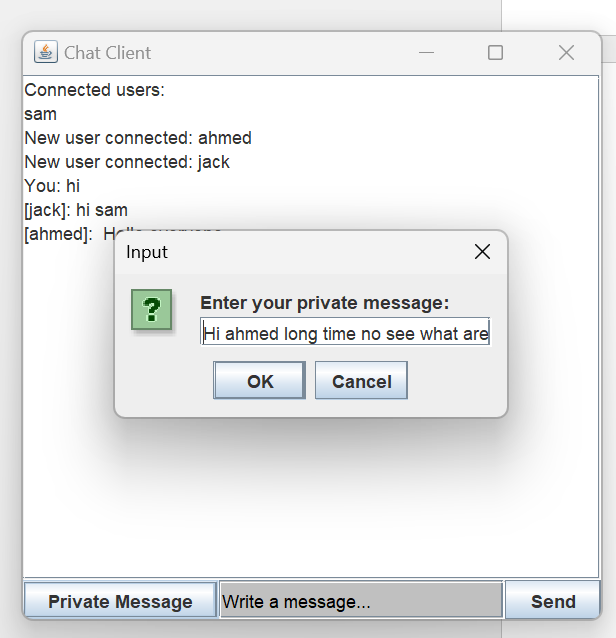 Chat Client
Connected users:
sam
New user connected: ahmed
New user connected: jack
You: hi
[jack]: hi sam
[ahmed]: Hello everyone
Input
?
Enter your private message:
Hi ahmed long time no see what are
OK
Cancel
Private Message
Write a message...
Send